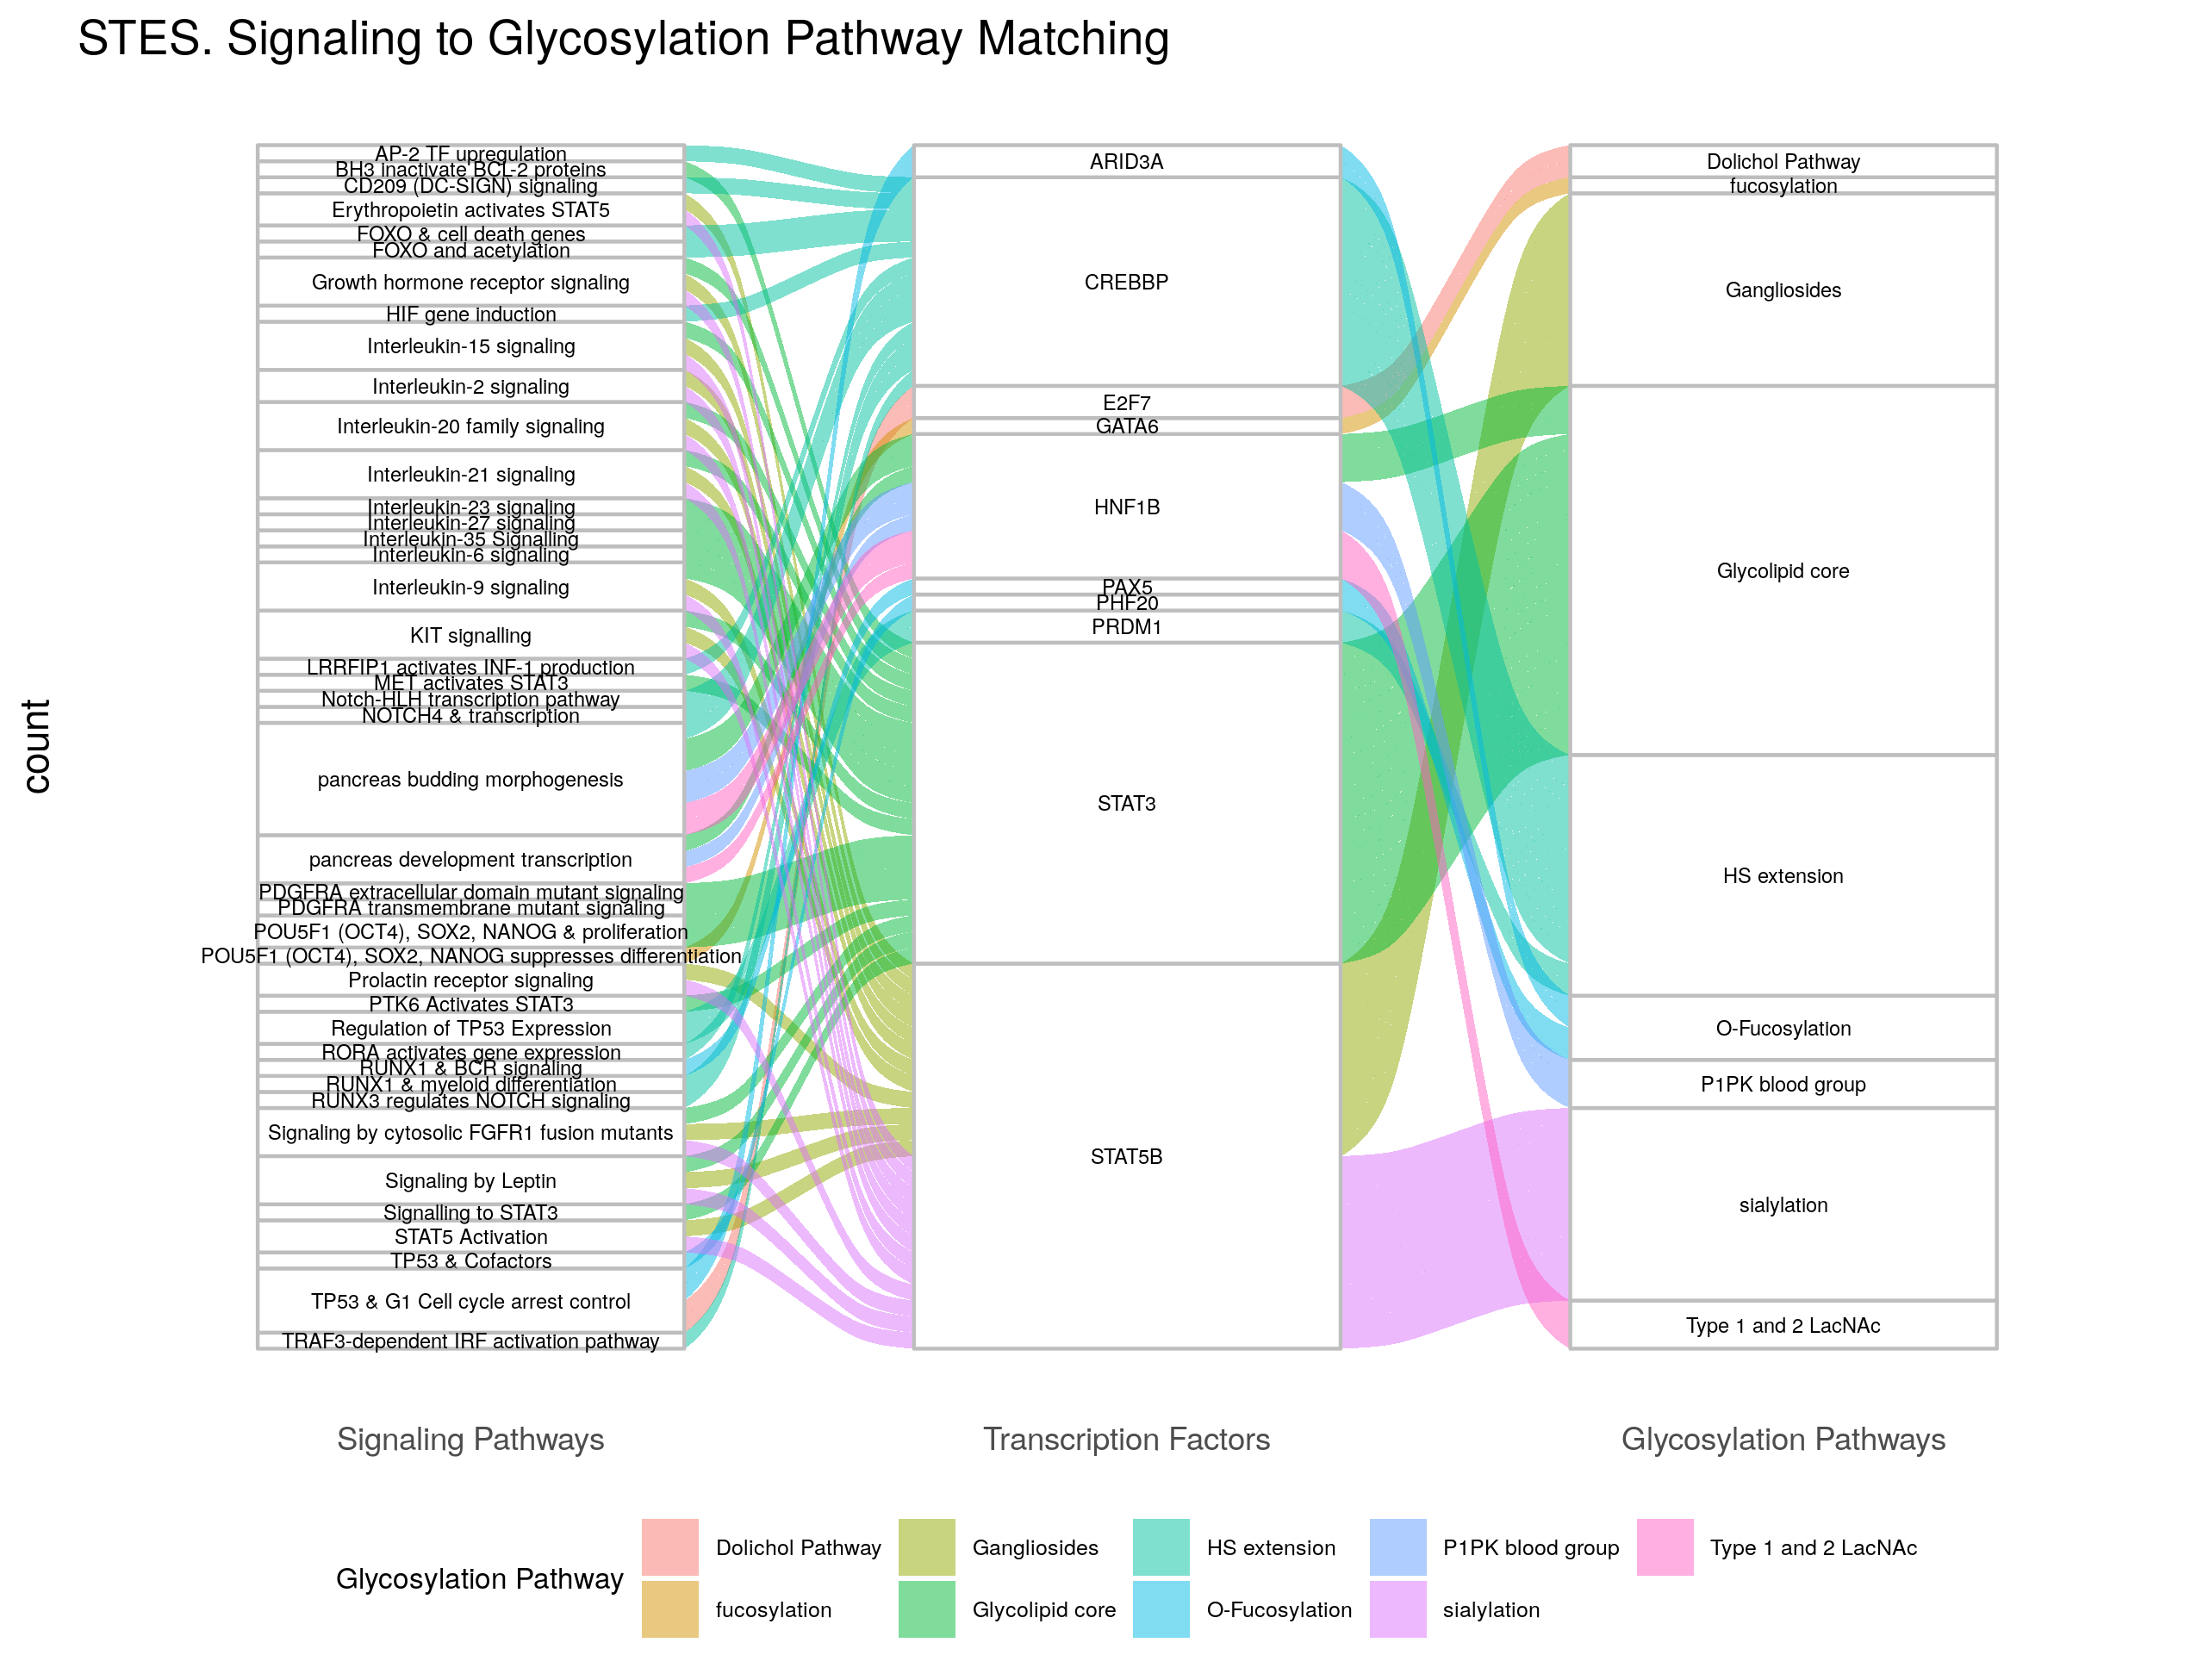 STES. Signaling to Glycosylation Pathway Matching
count
AP-2 TF upregulation
BH3 inactivate BCL-2 proteins
CD209 (DC-SIGN) signaling
Erythropoietin activates STAT5
FOXO & cell death genes
FOXO and acetylation
Growth hormone receptor signaling
HIF gene induction
Interleukin-15 signaling
Interleukin-2 signaling
Interleukin-20 family signaling
Interleukin-21 signaling
Interleukin-23 signaling
Interleukin-27 signaling
Interleukin-35 Signalling
Interleukin-6 signaling
Interleukin-9 signaling
KIT signalling
LRRFIP1 activates INF-1 production
MET activates STAT3
Notch-HLH transcription pathway
NOTCH4 & transcription
pancreas budding morphogenesis
pancreas development transcription
PDGFRA extracellular domain mutant signaling
PDGFRA transmembrane mutant signaling
POU5F1 (OCT4), SOX2, NANOG & proliferation
POU5F1 (OCT4), SOX2, NANOG suppresses differentiation
Prolactin receptor signaling
PTK6 Activates STAT3
Regulation of TP53 Expression
RORA activates gene expression
RUNX1 & BCR signaling
RUNX1 & myeloid differentiation
RUNX3 regulates NOTCH signaling
Signaling by cytosolic FGFR1 fusion mutants
Signaling by Leptin
Signalling to STAT3
STAT5 Activation
TP53 & Cofactors
TP53 & G1 Cell cycle arrest control
TRAF3-dependent IRF activation pathway
ARID3A
CREBBP
E2F7
GATA6
HNF1B
PAX5
PHF20
PRDM1
STAT3
STAT5B
Dolichol Pathway
fucosylation
Gangliosides
Glycolipid core
HS extension
O-Fucosylation
P1PK blood group
sialylation
Type 1 and 2 LacNAc
Signaling Pathways
Transcription Factors
Glycosylation Pathways
Glycosylation Pathway
Dolichol Pathway
fucosylation
Gangliosides
Glycolipid core
HS extension
O-Fucosylation
P1PK blood group
sialylation
Type 1 and 2 LacNAc